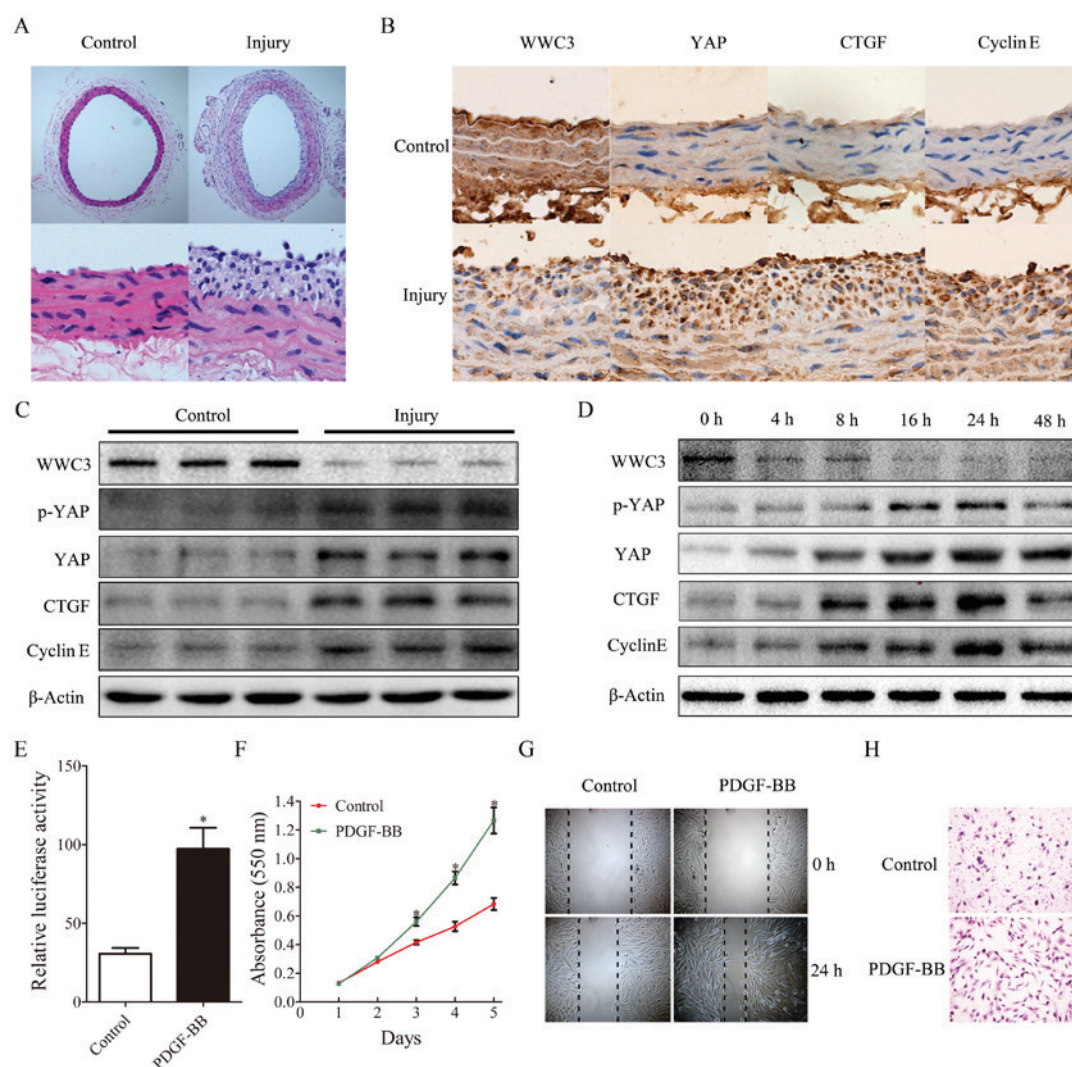 A
Control Injury
B
WWC3 YAP CTGF Cyclin E
Control
Injury
C
Control Injury
WWC3
p-YAP
YAP
CTGF
Cyclin E
β-Actin
D
0 h 4 h 8 h 16 h 24 h 48 h
WWC3
p-YAP
YAP
CTGF
CyclinE
β-Actin
E
Relative luciferase activity
150
100
50
0
*
Control PDGF-BB
F
Absorbance (550 nm)
1.4
1.2
1.0
0.8
0.6
0.4
0.2
0.0
Control
PDGF-BB
* * *
0 1 2 3 4 5
Days
G
Control PDGF-BB
0 h
24 h
H
Control
PDGF-BB